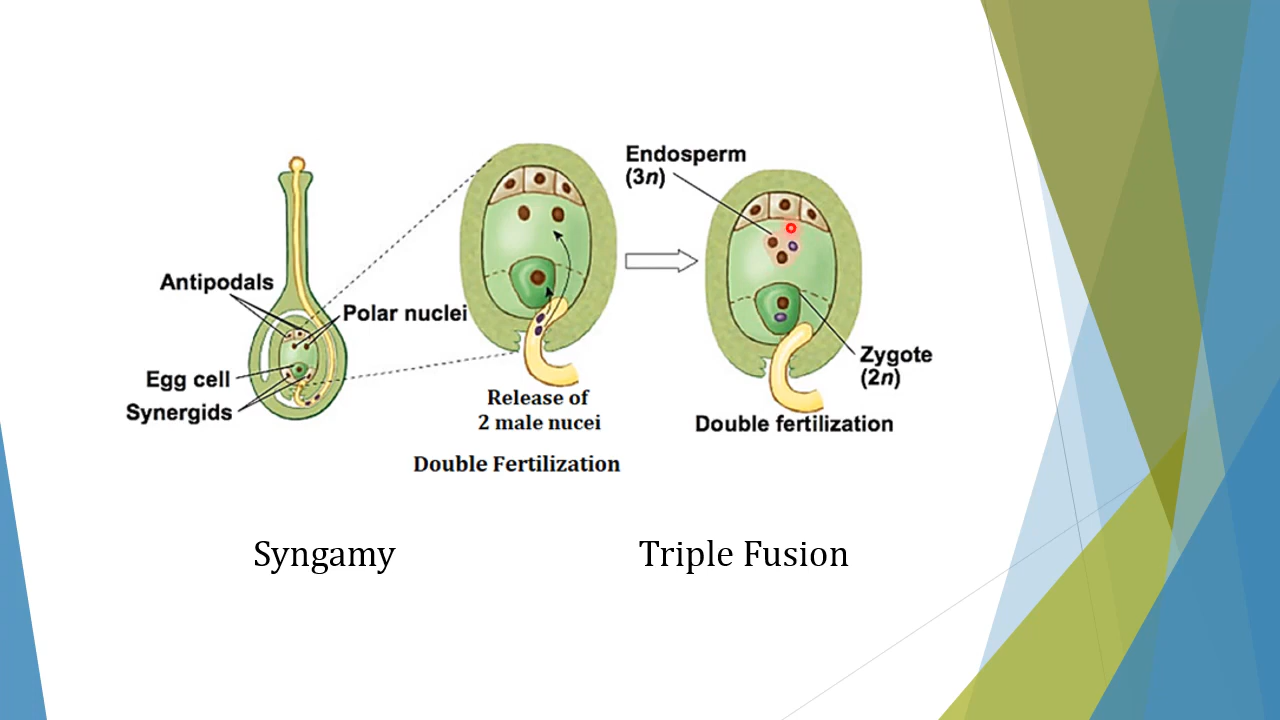 Antipodals
Polar nuclei
Egg cell
Synergids
Release of
2 male nucei
Double Fertilization
Endosperm
(3n)
Zygote
(2n)
Double fertilization
Syngamy
Triple Fusion